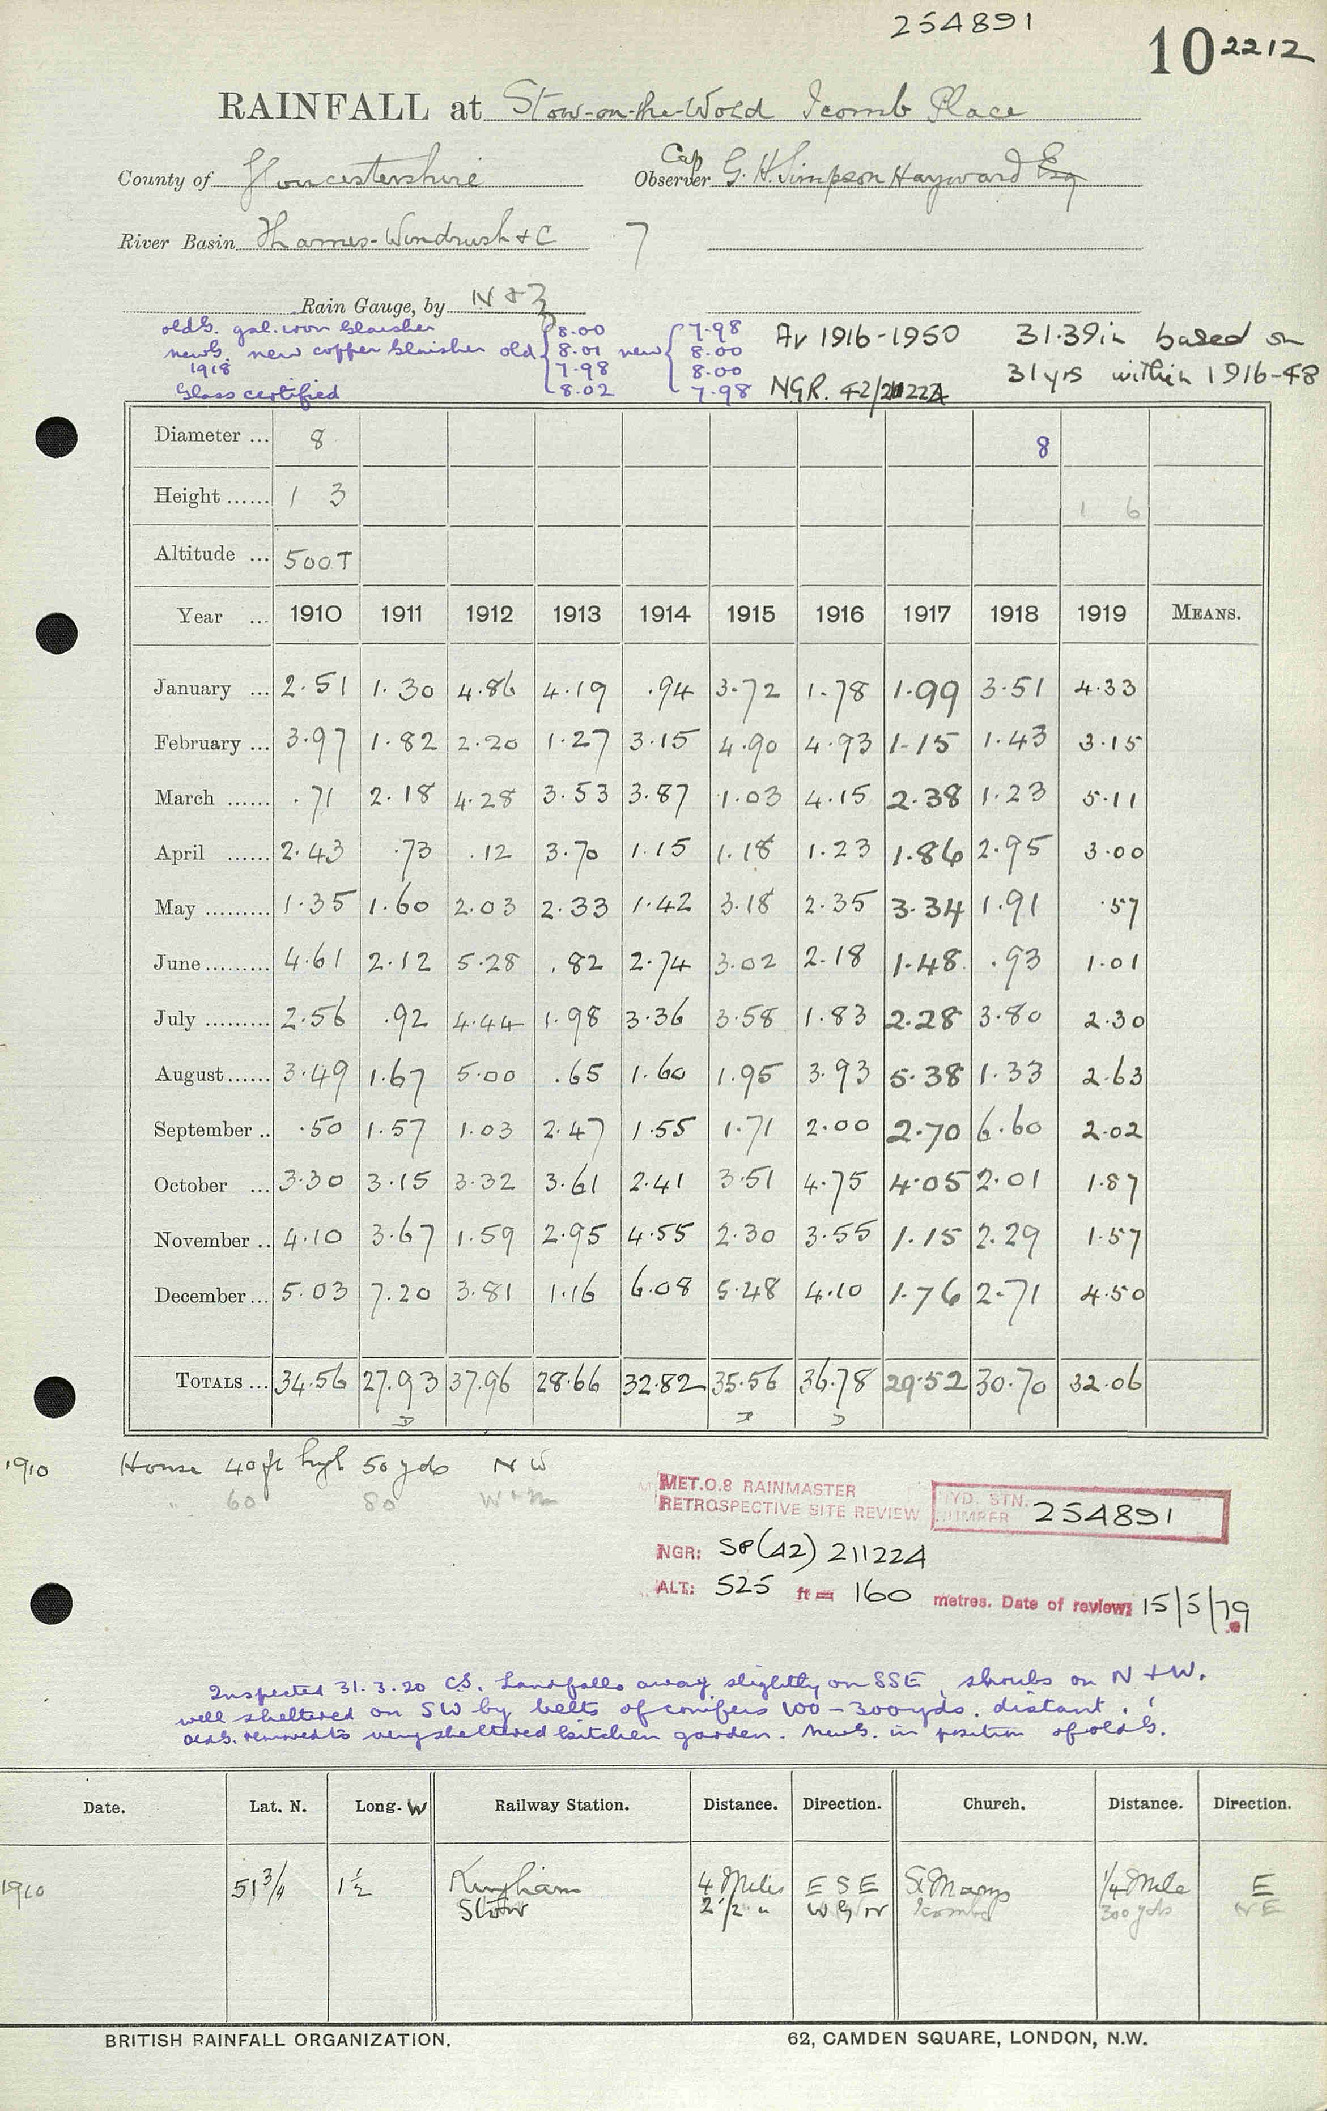 254891
10 2212
RAINFALL at Stow-on-the-Wold Icomb Place
County of Gloucestershire Observer Cap G. H. Simpson Hayward Esq
River Basin Thames-Windrush & C 7
Rain Gauge, by N & Z
old G. gal. iron Glaisher 8.00 7.98 Av 1916-1950 31.39in based on
new G. new copper Glaisher old 8.01 new 8.00
1918 7.98 8.00 31 yrs within 1916-48
Glass certified 8.02 7.98 NGR. 42/211224
Diameter ... 8 8
Height ...... 1 3 1 6
Altitude ... 500T
Year ... 1910 1911 1912 1913 1914 1915 1916 1917 1918 1919 MEANS.
January ... 2.51 1.30 4.86 4.19 .94 3.72 1.78 1.99 3.51 4.33
February ... 3.97 1.82 2.20 1.27 3.15 4.90 4.93 1.15 1.43 3.15
March ...... .71 2.18 4.28 3.53 3.87 1.03 4.15 2.38 1.23 5.11
April ...... 2.43 .73 .12 3.70 1.15 1.18 1.23 1.86 2.95 3.00
May ......... 1.35 1.60 2.03 2.33 1.42 3.18 2.35 3.34 1.91 .57
June ......... 4.61 2.12 5.28 .82 2.74 3.02 2.18 1.48 .93 1.01
July ......... 2.56 .92 4.44 1.98 3.36 3.58 1.83 2.28 3.80 2.30
August ...... 3.49 1.67 5.00 .65 1.60 1.95 3.93 5.38 1.33 2.63
September .. .50 1.57 1.03 2.47 1.55 1.71 2.00 2.70 6.60 2.02
October ... 3.30 3.15 3.32 3.61 2.41 3.51 4.75 4.05 2.01 1.87
November .. 4.10 3.67 1.59 2.95 4.55 2.30 3.55 1.15 2.29 1.57
December ... 5.03 7.20 3.81 1.16 6.08 5.48 4.10 1.76 2.71 4.50
TOTALS ... 34.56 27.93 37.96 28.66 32.82 35.56 36.78 29.52 30.70 32.06
1910 House 40 ft high 50 yds NW
" 60 80
MET.O.8 RAINMASTER
RETROSPECTIVE SITE REVIEW
HYD. STN. NUMBER 254891
NGR: SP(42) 211224
ALT: 525 ft = 160 metres. Date of review: 15/5/79
Inspected 31.3.20 C.S. Land falls away slightly on SSE, shrubs on N & W.
well sheltered on SW by belts of conifers 100-300 yds. distant.
old G. removed to very sheltered kitchen garden. New G. in position of old G.
Date. Lat. N. Long. W Railway Station. Distance. Direction. Church. Distance. Direction.
1910 51 3/4 1 1/2 Kingham 4 Miles E S E St Marys 1/4 Mile E
Stow 2 1/2 " W by N Icomb 300 yds NE
BRITISH RAINFALL ORGANIZATION. 62, CAMDEN SQUARE, LONDON, N.W.